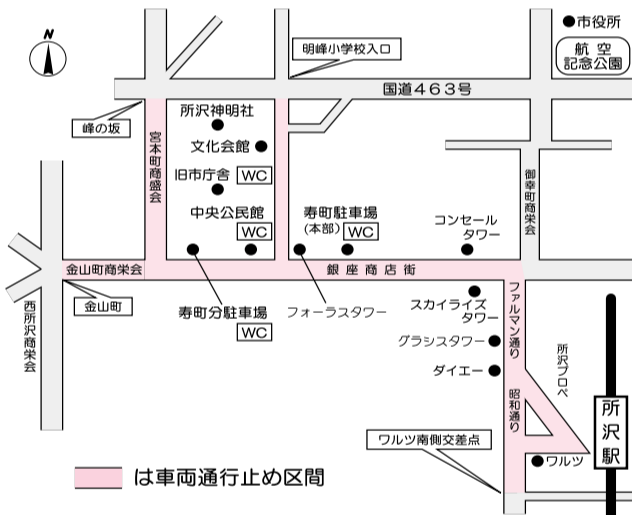 N
明峰小学校入口
●市役所
航空
記念公園
国道463号
峰の坂
所沢神明社
文化会館
旧市庁舎 WC
中央公民館
WC
宮本町商盛会
寿町駐車場
(本部) WC
コンセール
タワー
御幸町商栄会
金山町商栄会
銀座商店街
金山町
西所沢商栄会
寿町分駐車場
WC
フォーラスタワー
スカイライズ
タワー
グラシスタワー
ダイエー
ファルマン通り
昭和通り
所沢プロペ
所沢駅
ワルツ南側交差点
ワルツ
は車両通行止め区間